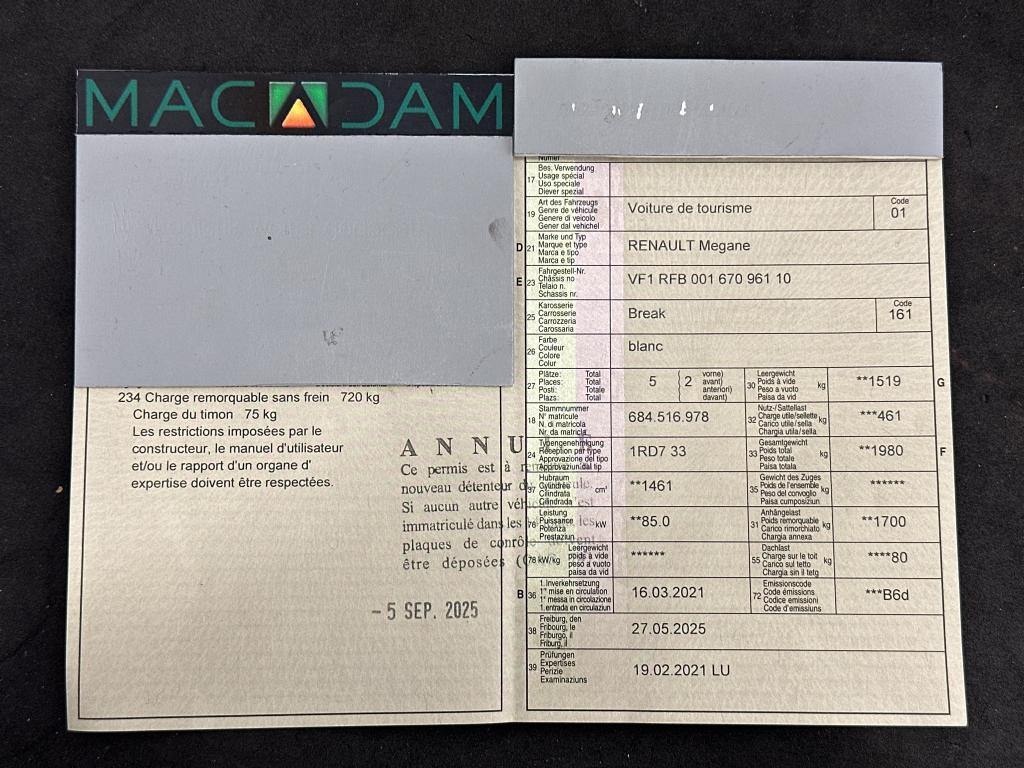 MACADAM
234 Charge remorquable sans frein 720 kg
Charge du timon 75 kg
Les restrictions imposées par le
constructeur, le manuel d'utilisateur
et/ou le rapport d'un organe d'
expertise doivent être respectées.
Ce permis est à
nouveau détenteur
Si aucun autre
immatriculé dans les
plaques de
être déposées
- 5 SEP. 2025
17 Bes. Verwendung
Usage spécial
Uso speciale
Diever spezial
19 Art des Fahrzeugs
Genre de véhicule
Genere di veicolo
Gener dal vehichel
Voiture de tourisme
Code
01
D 21 Marke und Typ
Marque et type
Marca e tipo
Marca e tip
RENAULT Megane
E 23 Fahrgestell-Nr.
Châssis no
Telaio n.
Schassis nr.
VF1 RFB 001 670 961 10
25 Karosserie
Carrosserie
Carrozzeria
Carossaria
Break
Code
161
26 Farbe
Couleur
Colore
Colur
blanc
27 Plätze: Total
Places: Total
Posti: Totale
Plazs: Total
5 { 2 vorne)
avant)
anteriori)
davant)
30 Leergewicht
Poids à vide
Peso a vuoto
Paisa da vid
kg
**1519
G
18 Stammnummer
N° matricule
N. di matricola
Nr. da matricla
684.516.978
32 Nutz-/Sattellast
Charge utile/sellette
Carico utile/sella
Chargia utila/sella
kg
***461
24 Typengenehmigung
Réception par type
Approvazione del tipo
Approvaziun dal tip
1RD7 33
33 Gesamtgewicht
Poids total
Peso totale
Paisa totala
kg
**1980
F
37 Hubraum
Cylindrée
Cilindrata
Cilindrada
cm³
**1461
35 Gewicht des Zuges
Poids de l'ensemble
Peso del convoglio
Paisa cumposiziun
kg
******
76 Leistung
Puissance
Potenza
Prestaziun
kW
**85.0
31 Anhängelast
Poids remorquable
Carico rimorchiato
Chargia annexa
kg
**1700
78 kW/kg Leergewicht
poids à vide
peso a vuoto
paisa da vid
******
55 Dachlast
Charge sur le toit
Carico sul tetto
Chargia sin il tetg
kg
****80
B 36 1. Inverkehrsetzung
1re mise en circulation
1a messa in circolazione
1. entrada en circulaziun
16.03.2021
72 Emissionscode
Code émissions
Codice emissioni
Code d'emissiuns
***B6d
38 Freiburg, den
Fribourg, le
Friburgo, il
Friburg, il
27.05.2025
39 Prüfungen
Expertises
Perizie
Examinaziuns
19.02.2021 LU